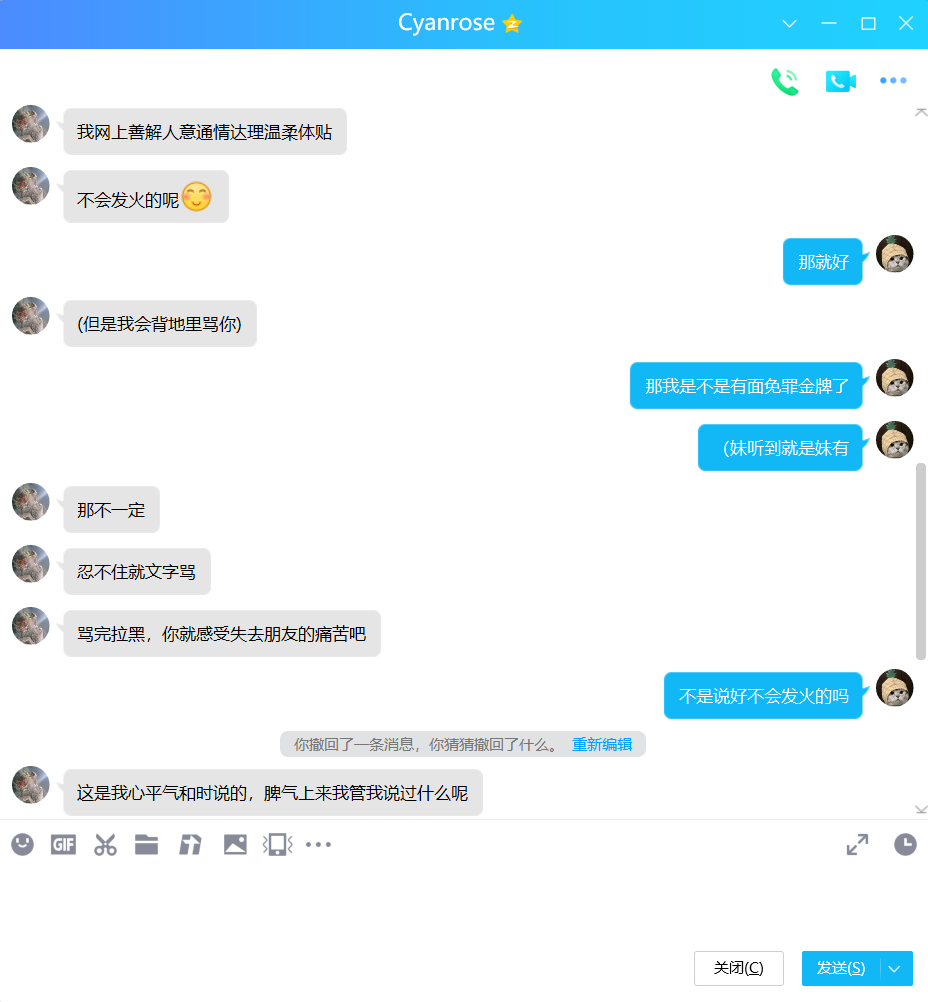 Cyanrose
我网上善解人意通情达理温柔体贴
不会发火的呢
那就好
(但是我会背地里骂你)
那我是不是有面免罪金牌了
（妹听到就是妹有
那不一定
忍不住就文字骂
骂完拉黑，你就感受失去朋友的痛苦吧
不是说好不会发火的吗
你撤回了一条消息，你猜猜撤回了什么。 重新编辑
这是我心平气和时说的，脾气上来我管我说过什么呢
GIF
关闭(C)
发送(S)